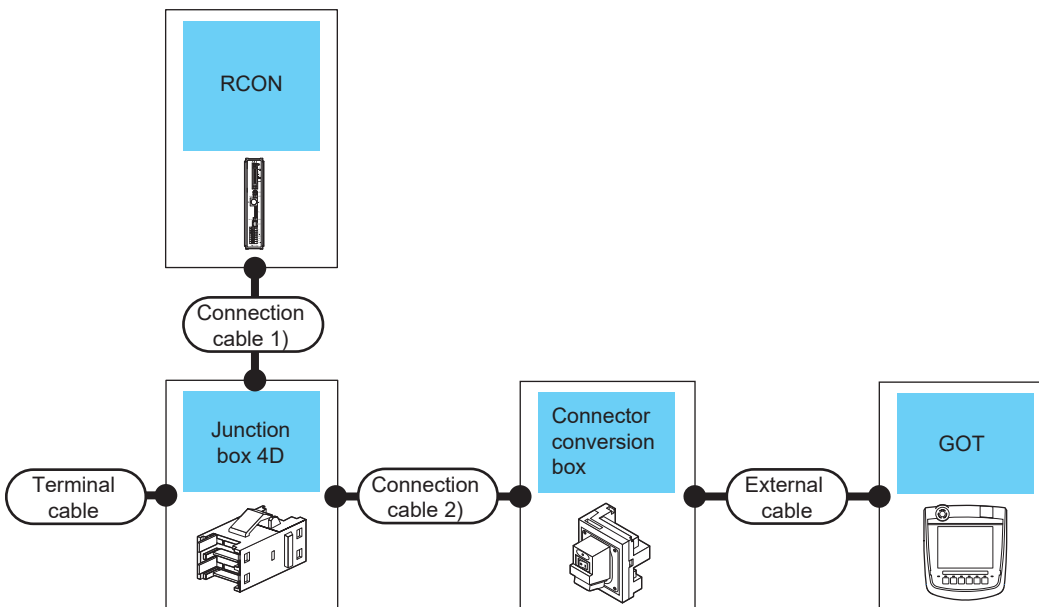 RCON
Connection
cable 1)
Junction
box 4D
Connector
conversion
box
GOT
Terminal
cable
Connection
cable 2)
External
cable